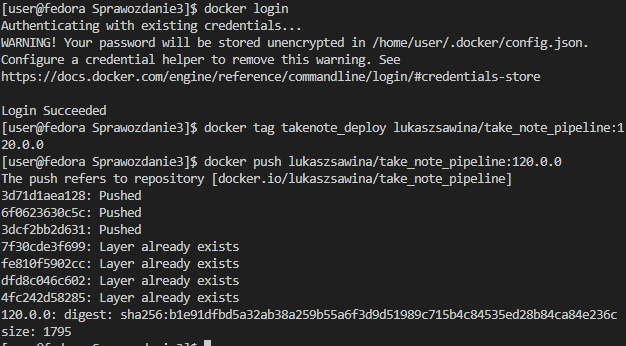 [user@fedora Sprawozdanie3]$ docker login
Authenticating with existing credentials...
WARNING! Your password will be stored unencrypted in /home/user/.docker/config.json.
Configure a credential helper to remove this warning. See
https://docs.docker.com/engine/reference/commandline/login/#credentials-store

Login Succeeded
[user@fedora Sprawozdanie3]$ docker tag takenote_deploy lukaszsawina/take_note_pipeline:1
20.0.0
[user@fedora Sprawozdanie3]$ docker push lukaszsawina/take_note_pipeline:120.0.0
The push refers to repository [docker.io/lukaszsawina/take_note_pipeline]
3d71d1aea128: Pushed
6f0623630c5c: Pushed
3dcf2bb2d631: Pushed
7f30cde3f699: Layer already exists
fe810f5902cc: Layer already exists
dfd8c046c602: Layer already exists
4fc242d58285: Layer already exists
120.0.0: digest: sha256:b1e91dfbd5a32ab38a259b55a6f3d9d51989c715b4c84535ed28b84ca84e236c
size: 1795
[user@fedora Sprawozdanie3]$